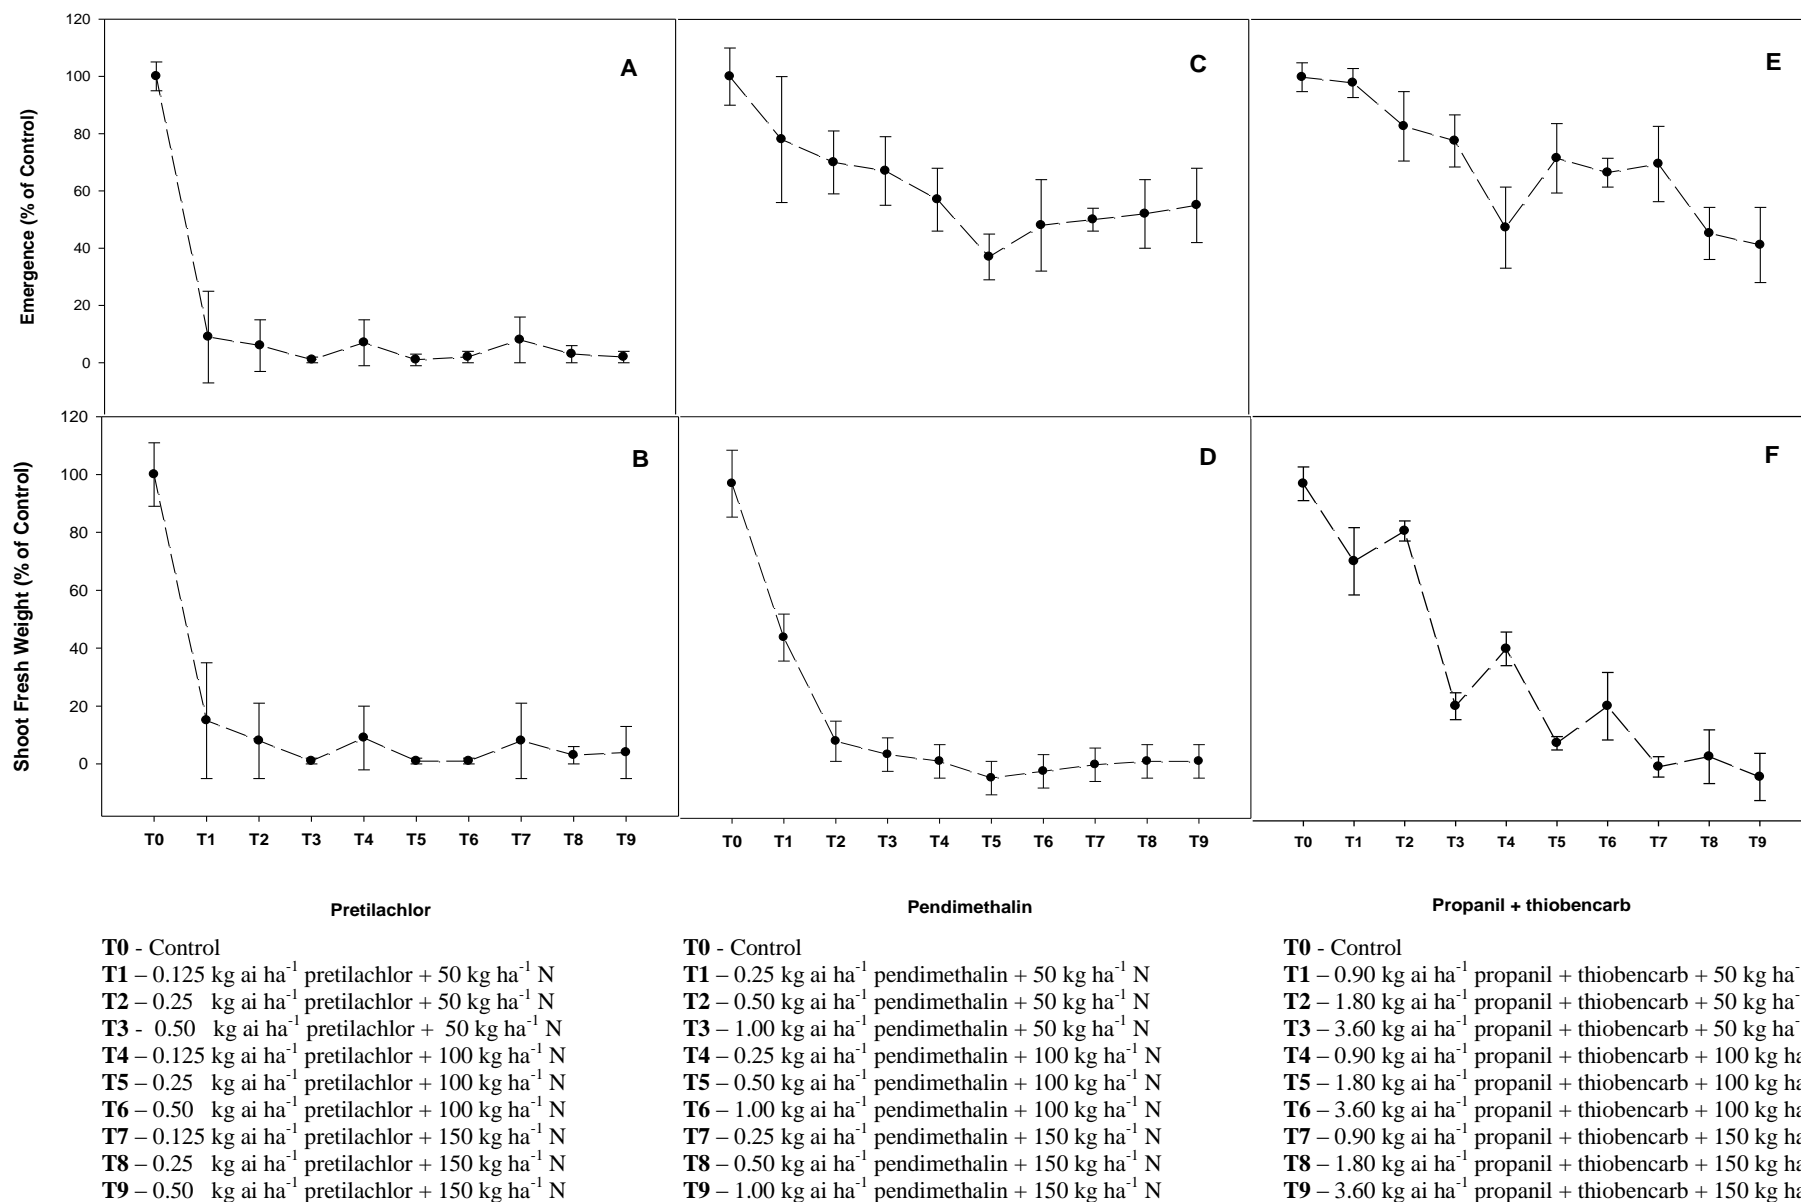 120
100
80
60
40
20
0
Emergence (% of Control)
A
C
E
120
100
80
60
40
20
0
Shoot Fresh Weight (% of Control)
B
D
F
T0 T1 T2 T3 T4 T5 T6 T7 T8 T9
T0 T1 T2 T3 T4 T5 T6 T7 T8 T9
T0 T1 T2 T3 T4 T5 T6 T7 T8 T9
Pretilachlor
T0 - Control
T1 – 0.125 kg ai ha⁻¹ pretilachlor + 50 kg ha⁻¹ N
T2 – 0.25 kg ai ha⁻¹ pretilachlor + 50 kg ha⁻¹ N
T3 - 0.50 kg ai ha⁻¹ pretilachlor + 50 kg ha⁻¹ N
T4 – 0.125 kg ai ha⁻¹ pretilachlor + 100 kg ha⁻¹ N
T5 – 0.25 kg ai ha⁻¹ pretilachlor + 100 kg ha⁻¹ N
T6 – 0.50 kg ai ha⁻¹ pretilachlor + 100 kg ha⁻¹ N
T7 – 0.125 kg ai ha⁻¹ pretilachlor + 150 kg ha⁻¹ N
T8 – 0.25 kg ai ha⁻¹ pretilachlor + 150 kg ha⁻¹ N
T9 – 0.50 kg ai ha⁻¹ pretilachlor + 150 kg ha⁻¹ N
Pendimethalin
T0 - Control
T1 – 0.25 kg ai ha⁻¹ pendimethalin + 50 kg ha⁻¹ N
T2 – 0.50 kg ai ha⁻¹ pendimethalin + 50 kg ha⁻¹ N
T3 – 1.00 kg ai ha⁻¹ pendimethalin + 50 kg ha⁻¹ N
T4 – 0.25 kg ai ha⁻¹ pendimethalin + 100 kg ha⁻¹ N
T5 – 0.50 kg ai ha⁻¹ pendimethalin + 100 kg ha⁻¹ N
T6 – 1.00 kg ai ha⁻¹ pendimethalin + 100 kg ha⁻¹ N
T7 – 0.25 kg ai ha⁻¹ pendimethalin + 150 kg ha⁻¹ N
T8 – 0.50 kg ai ha⁻¹ pendimethalin + 150 kg ha⁻¹ N
T9 – 1.00 kg ai ha⁻¹ pendimethalin + 150 kg ha⁻¹ N
Propanil + thiobencarb
T0 - Control
T1 – 0.90 kg ai ha⁻¹ propanil + thiobencarb + 50 kg ha⁻
T2 – 1.80 kg ai ha⁻¹ propanil + thiobencarb + 50 kg ha⁻
T3 – 3.60 kg ai ha⁻¹ propanil + thiobencarb + 50 kg ha⁻
T4 – 0.90 kg ai ha⁻¹ propanil + thiobencarb + 100 kg ha
T5 – 1.80 kg ai ha⁻¹ propanil + thiobencarb + 100 kg ha
T6 – 3.60 kg ai ha⁻¹ propanil + thiobencarb + 100 kg ha
T7 – 0.90 kg ai ha⁻¹ propanil + thiobencarb + 150 kg ha
T8 – 1.80 kg ai ha⁻¹ propanil + thiobencarb + 150 kg ha
T9 – 3.60 kg ai ha⁻¹ propanil + thiobencarb + 150 kg ha